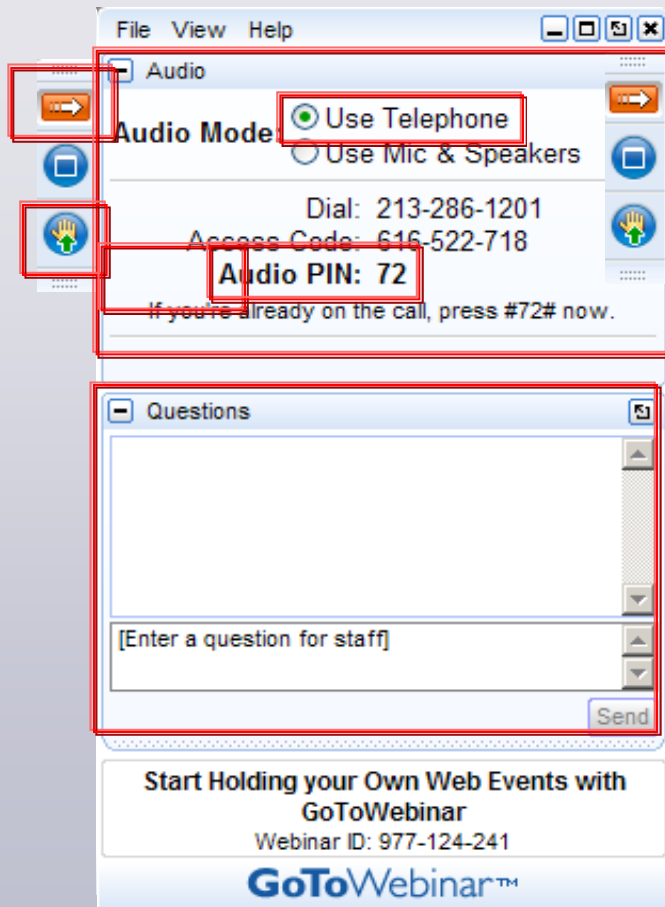 File View Help
Audio
Audio Mode: Use Telephone
Use Mic & Speakers
Dial: 213-286-1201
Access Code: 616-522-718
Audio PIN: 72
If you're already on the call, press #72# now.
Questions
[Enter a question for staff]
Send
Start Holding your Own Web Events with
GoToWebinar
Webinar ID: 977-124-241
GoToWebinar™